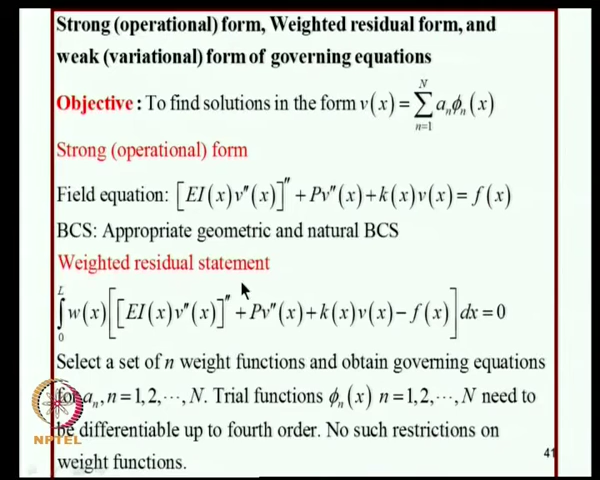 Strong (operational) form, Weighted residual form, and
weak (variational) form of governing equations
Objective : To find solutions in the form v(x) = ∑_{n=1}^{N} a_n ϕ_n (x)
Strong (operational) form
Field equation: [EI(x)v″(x)]″ + Pv″(x) + k(x)v(x) = f(x)
BCS: Appropriate geometric and natural BCS
Weighted residual statement
∫_0^L w(x)[[EI(x)v″(x)]″ + Pv″(x) + k(x)v(x) − f(x)]dx = 0
Select a set of n weight functions and obtain governing equations
for a_n, n = 1, 2, ⋯, N. Trial functions ϕ_n (x) n = 1, 2, ⋯, N need to
be differentiable up to fourth order. No such restrictions on
weight functions.
NPTEL
41